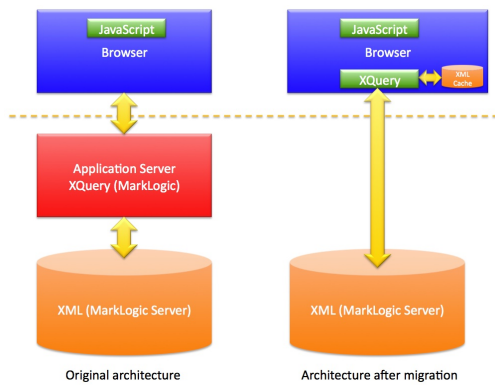 JavaScript
Browser
Application Server
XQuery (MarkLogic)
XML (MarkLogic Server)
Original architecture
JavaScript
Browser
XQuery
XML
Cache
XML (MarkLogic Server)
Architecture after migration